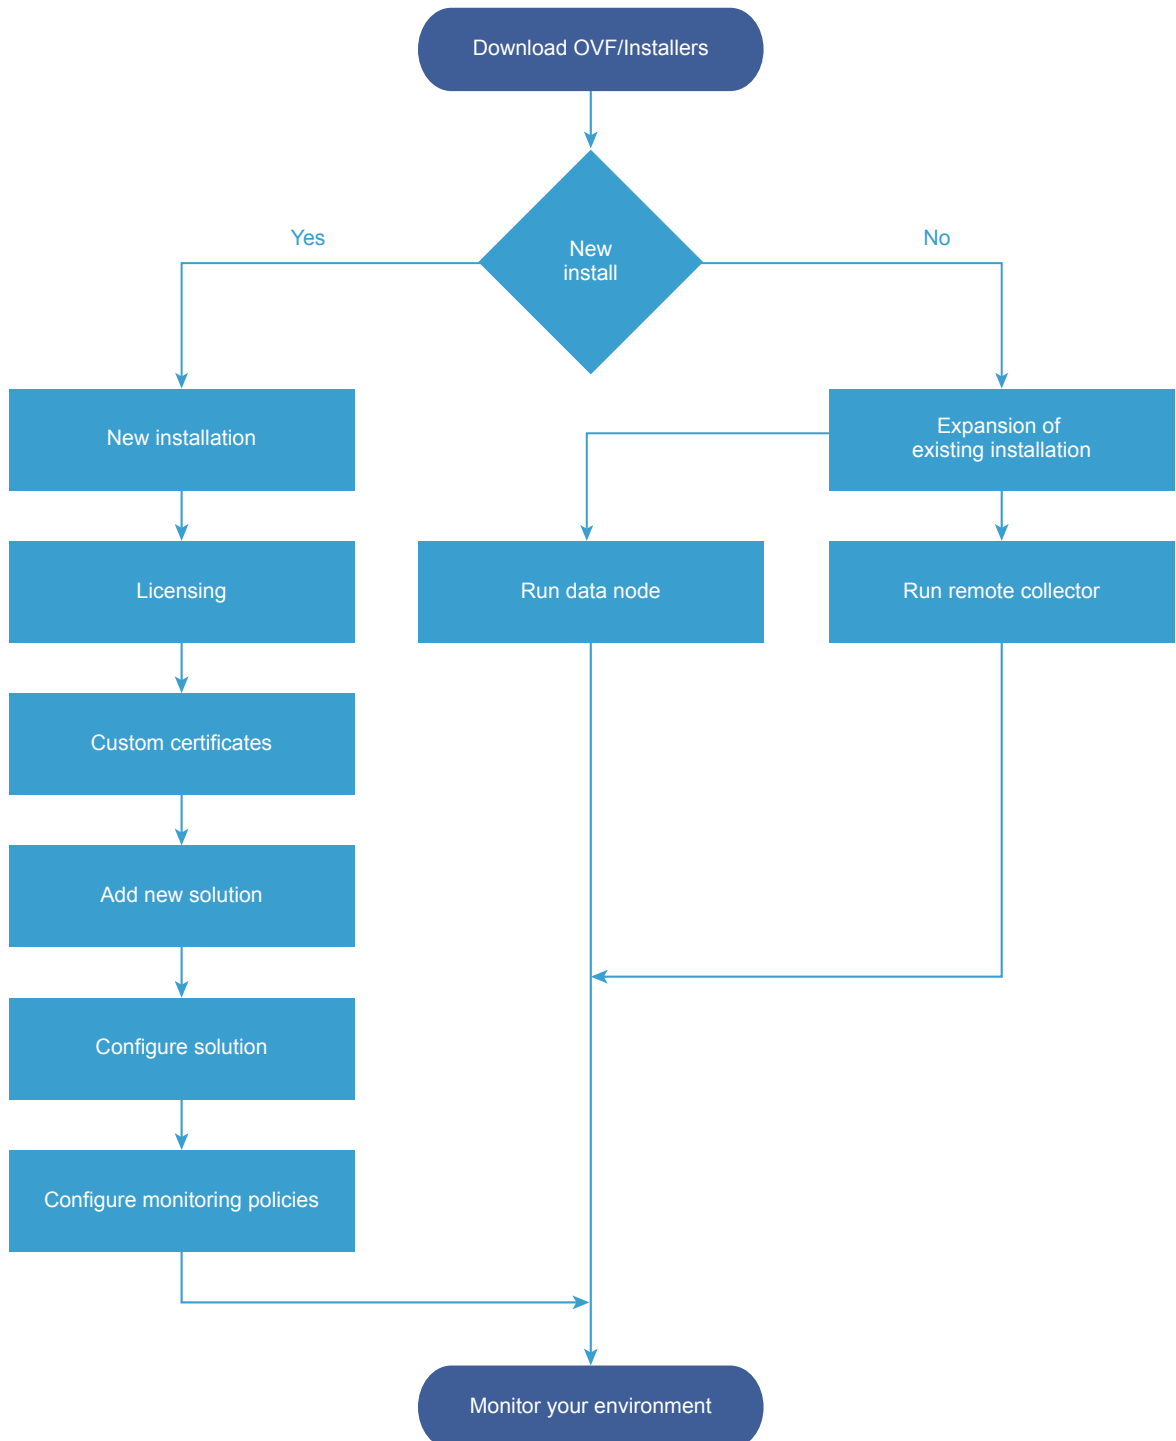 Download OVF/Installers
Yes
No
New
install
New installation
Expansion of
existing installation
Licensing
Run data node
Run remote collector
Custom certificates
Add new solution
Configure solution
Configure monitoring policies
Monitor your environment